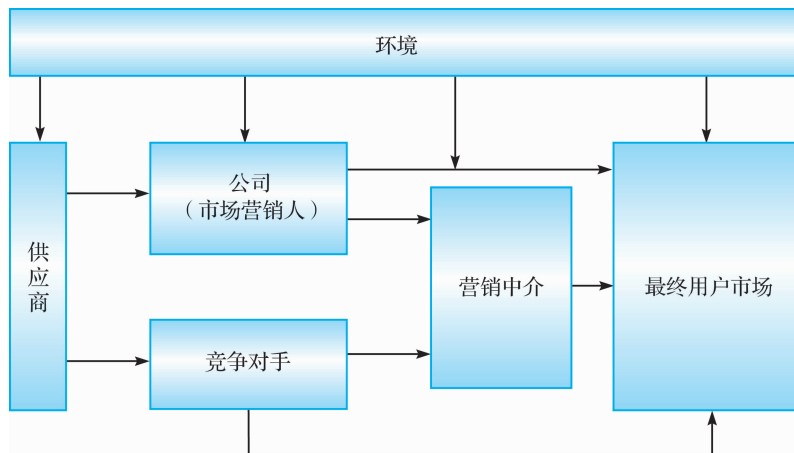 环境
公司
（市场营销人）
供应商
营销中介
最终用户市场
竞争对手